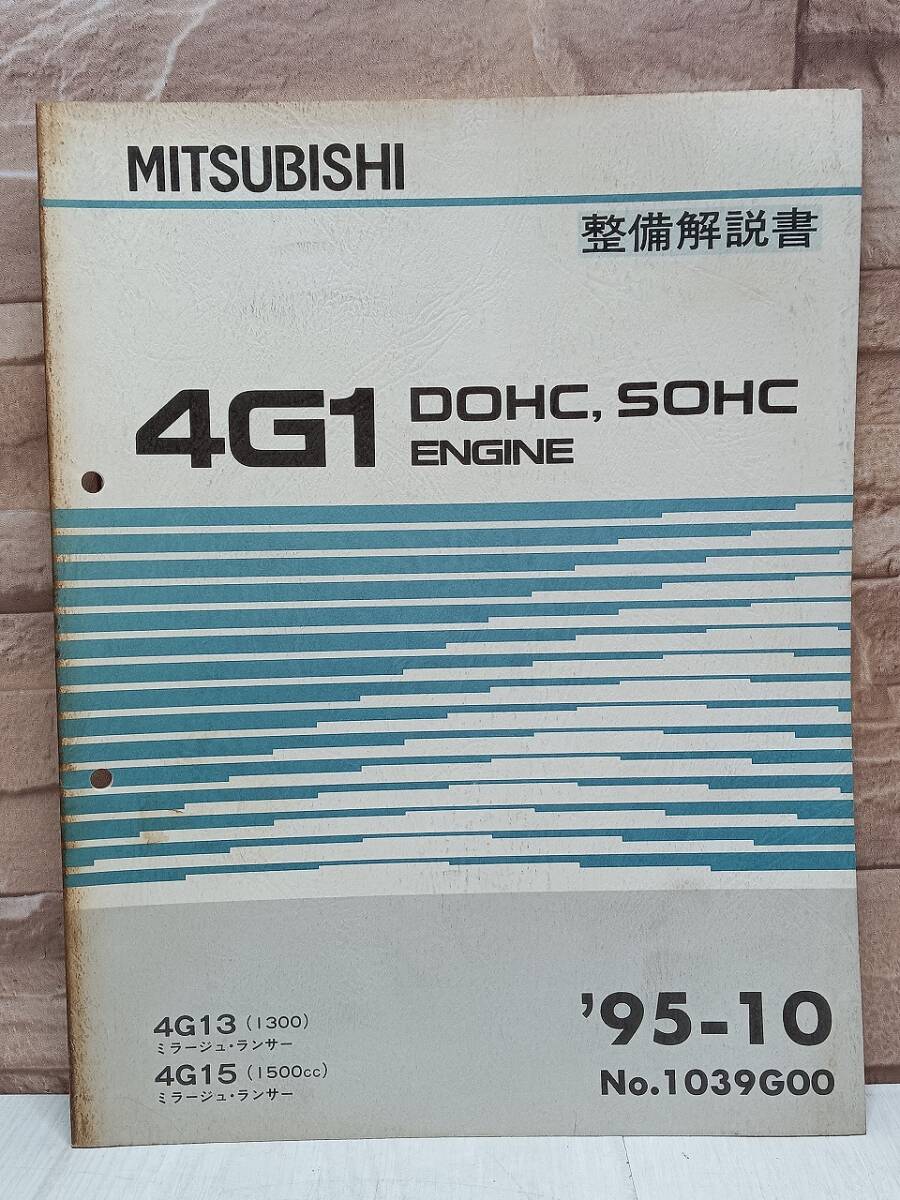 MITSUBISHI
整備解説書
4G1 DOHC, SOHC
ENGINE
4G13 (1300)
ミラージュ・ランサー
4G15 (1500cc)
ミラージュ・ランサー
'95-10
No.1039G00